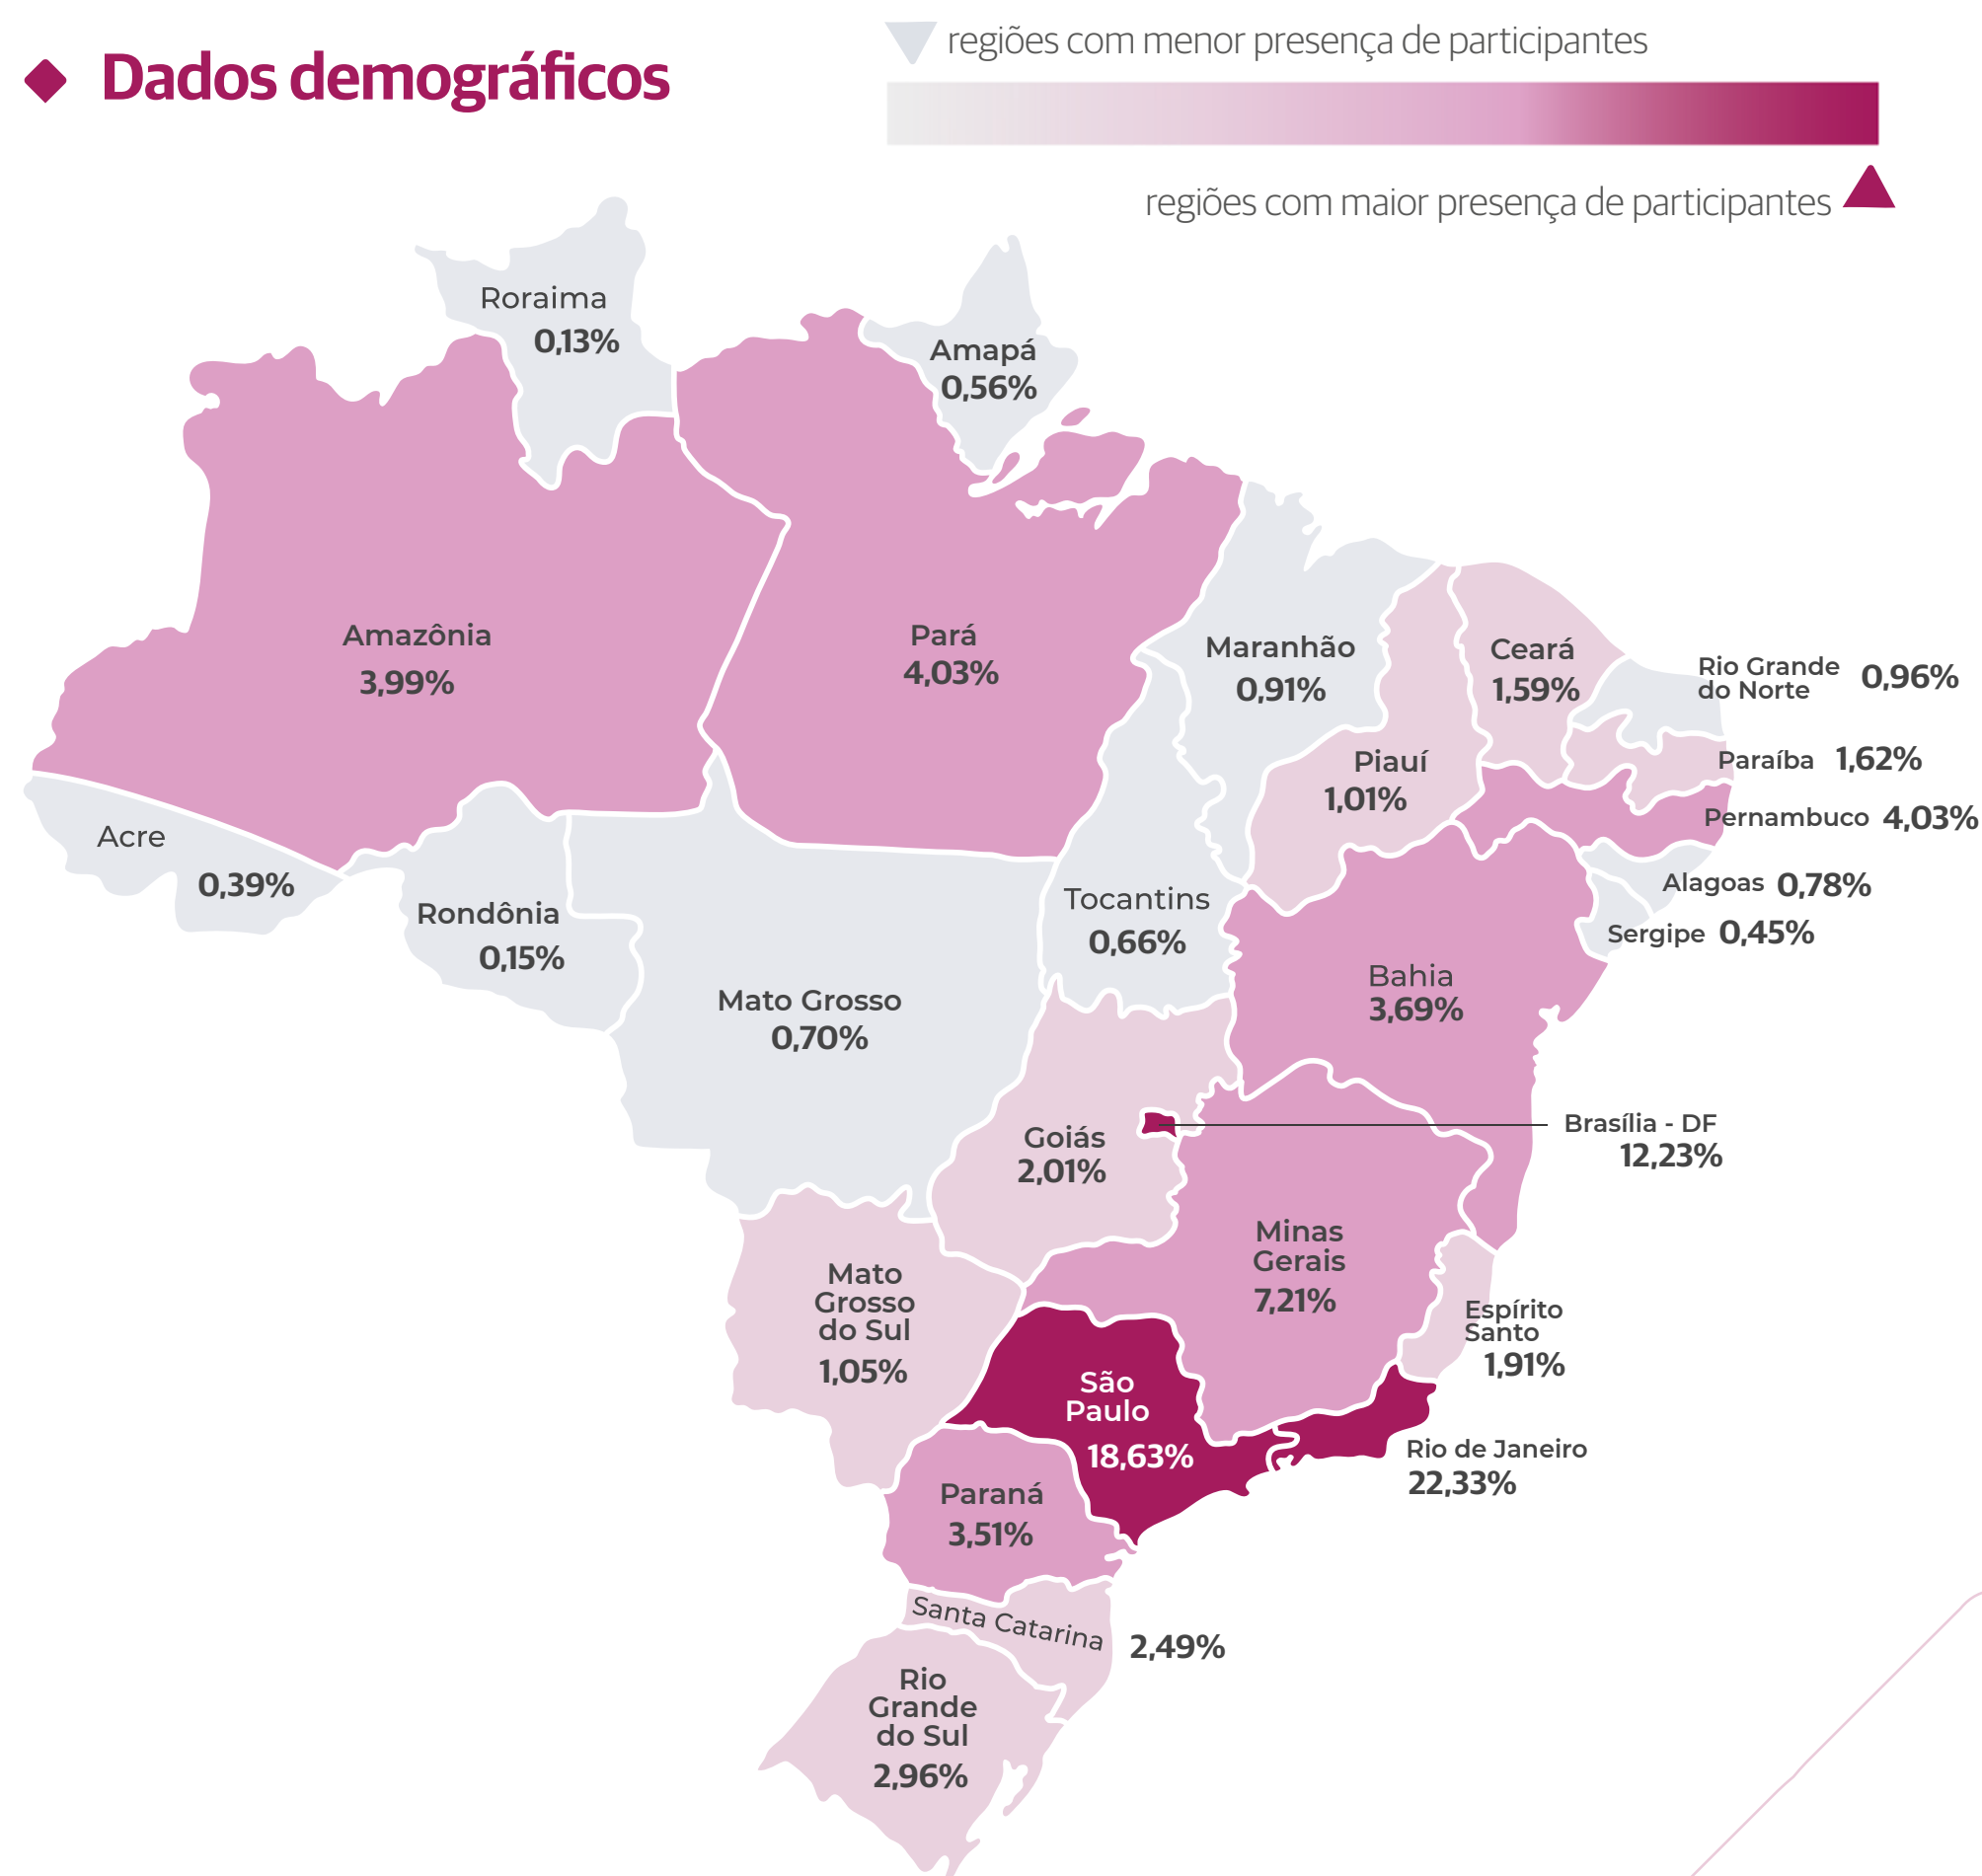 Dados demográficos
regiões com menor presença de participantes
regiões com maior presença de participantes
Roraima
0,13%
Amapá
0,56%
Amazônia
3,99%
Pará
4,03%
Maranhão
0,91%
Ceará
1,59%
Rio Grande
do Norte
0,96%
Piauí
1,01%
Paraíba 1,62%
Pernambuco 4,03%
Acre
0,39%
Alagoas 0,78%
Sergipe 0,45%
Rondônia
0,15%
Tocantins
0,66%
Mato Grosso
0,70%
Bahia
3,69%
Goiás
2,01%
Brasília - DF
12,23%
Minas
Gerais
7,21%
Mato
Grosso
do Sul
1,05%
Espírito
Santo
1,91%
São
Paulo
18,63%
Rio de Janeiro
22,33%
Paraná
3,51%
Santa Catarina
2,49%
Rio
Grande
do Sul
2,96%